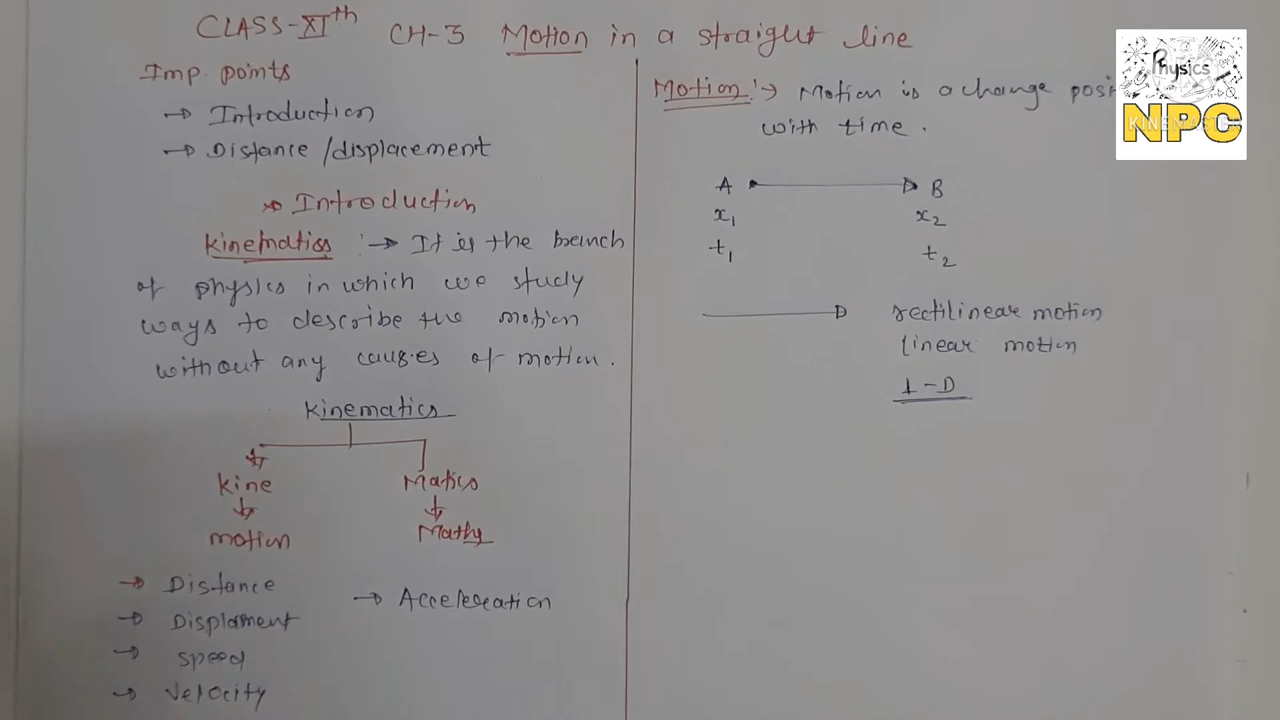 CLASS-XIth CH-3 Motion in a straight line
Imp. points
→ Introduction
→ Distance/displacement
Introduction
Kinematics :→ It is the branch
of physics in which we study
ways to describe the motion
without any causes of motion.
Kinematics
Kine Matics
motion Maths
→ Distance
→ Displament
→ speed
→ velocity
→ Acceleration
Motion :→ Motion is a change posi
with time.
A B
x1 x2
t1 t2
rectilinear motion
linear motion
1-D
Physics
KINEMASTER
NPC